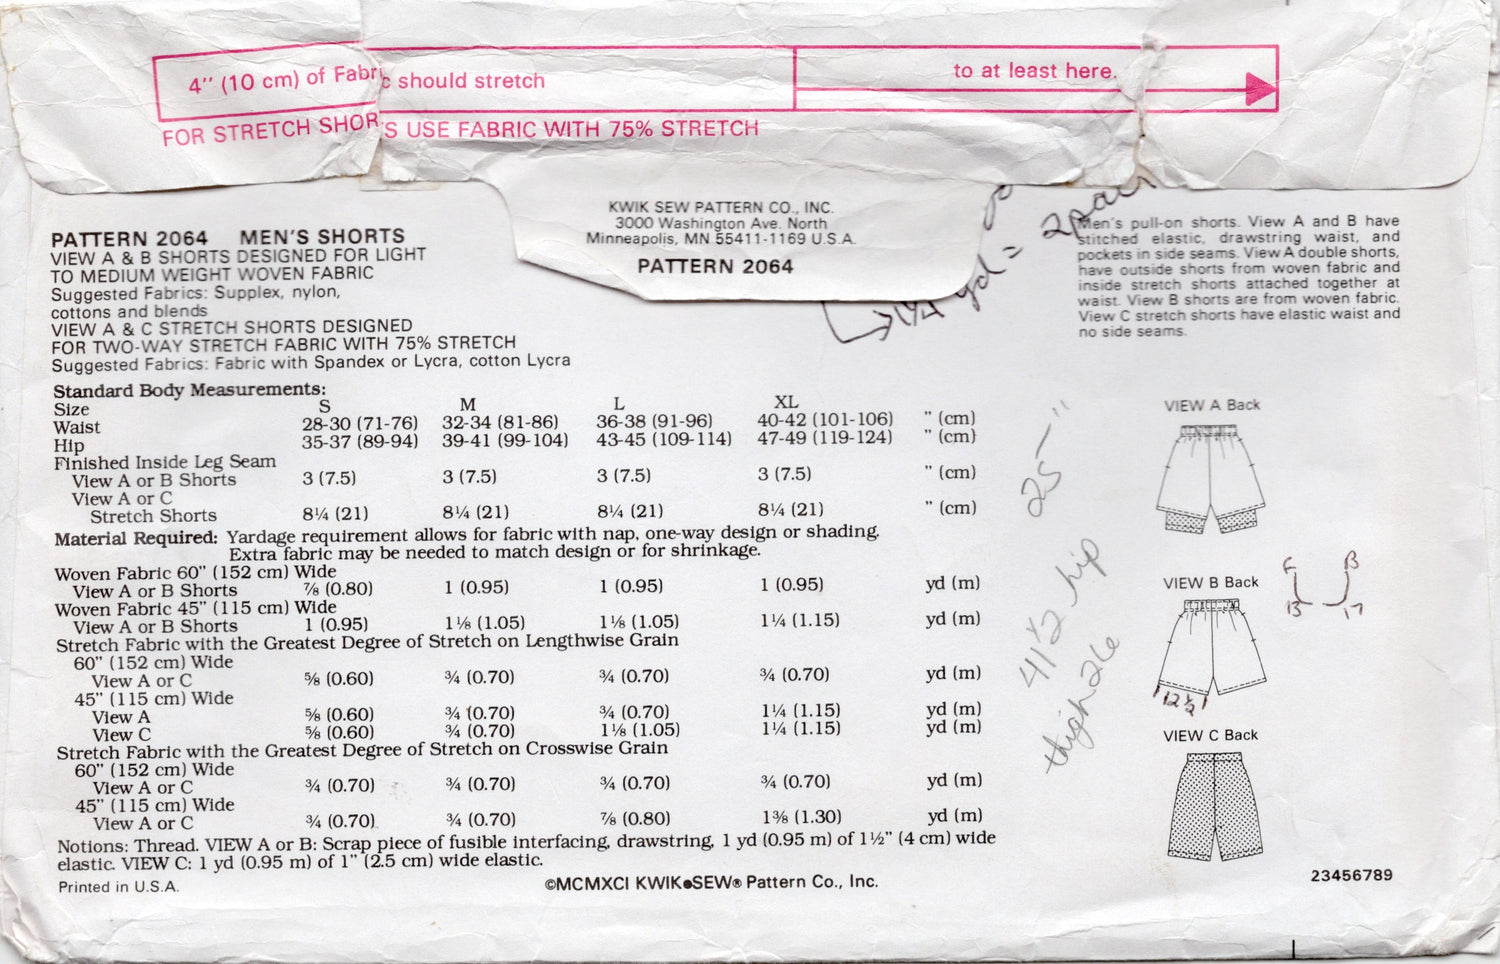 4" (10 cm) of Fabric should stretch
to at least here.
FOR STRETCH SHOR S USE FABRIC WITH 75% STRETCH
KWIK SEW PATTERN CO., INC.
3000 Washington Ave. North
Minneapolis, MN 55411-1169 U.S.A.
PATTERN 2064
1¼ yd = 2 pair
PATTERN 2064 MEN'S SHORTS
VIEW A & B SHORTS DESIGNED FOR LIGHT
TO MEDIUM WEIGHT WOVEN FABRIC
Suggested Fabrics: Supplex, nylon,
cottons and blends
VIEW A & C STRETCH SHORTS DESIGNED
FOR TWO-WAY STRETCH FABRIC WITH 75% STRETCH
Suggested Fabrics: Fabric with Spandex or Lycra, cotton Lycra
Men's pull-on shorts. View A and B have
stitched elastic, drawstring waist, and
pockets in side seams. View A double shorts,
have outside shorts from woven fabric and
inside stretch shorts attached together at
waist. View B shorts are from woven fabric.
View C stretch shorts have elastic waist and
no side seams.
Standard Body Measurements:
Size S M L XL
Waist 28-30 (71-76) 32-34 (81-86) 36-38 (91-96) 40-42 (101-106) " (cm)
Hip 35-37 (89-94) 39-41 (99-104) 43-45 (109-114) 47-49 (119-124) " (cm)
Finished Inside Leg Seam
View A or B Shorts 3 (7.5) 3 (7.5) 3 (7.5) 3 (7.5) " (cm)
View A or C
Stretch Shorts 8¼ (21) 8¼ (21) 8¼ (21) 8¼ (21) " (cm)
Material Required: Yardage requirement allows for fabric with nap, one-way design or shading.
Extra fabric may be needed to match design or for shrinkage.
Woven Fabric 60" (152 cm) Wide
View A or B Shorts ⅞ (0.80) 1 (0.95) 1 (0.95) 1 (0.95) yd (m)
Woven Fabric 45" (115 cm) Wide
View A or B Shorts 1 (0.95) 1⅛ (1.05) 1⅛ (1.05) 1¼ (1.15) yd (m)
Stretch Fabric with the Greatest Degree of Stretch on Lengthwise Grain
60" (152 cm) Wide
View A or C ⅝ (0.60) ¾ (0.70) ¾ (0.70) ¾ (0.70) yd (m)
45" (115 cm) Wide
View A ⅝ (0.60) ¾ (0.70) ¾ (0.70) 1¼ (1.15) yd (m)
View C ⅝ (0.60) ¾ (0.70) 1⅛ (1.05) 1¼ (1.15) yd (m)
Stretch Fabric with the Greatest Degree of Stretch on Crosswise Grain
60" (152 cm) Wide
View A or C ¾ (0.70) ¾ (0.70) ¾ (0.70) ¾ (0.70) yd (m)
45" (115 cm) Wide
View A or C ¾ (0.70) ¾ (0.70) ⅞ (0.80) 1⅜ (1.30) yd (m)
Notions: Thread. VIEW A or B: Scrap piece of fusible interfacing, drawstring, 1 yd (0.95 m) of 1½" (4 cm) wide
elastic. VIEW C: 1 yd (0.95 m) of 1" (2.5 cm) wide elastic.
Printed in U.S.A.
©MCMXCI KWIK•SEW® Pattern Co., Inc.
25"
41½ hip
thigh 26
VIEW A Back
VIEW B Back
F B
13 17
12½
VIEW C Back
23456789